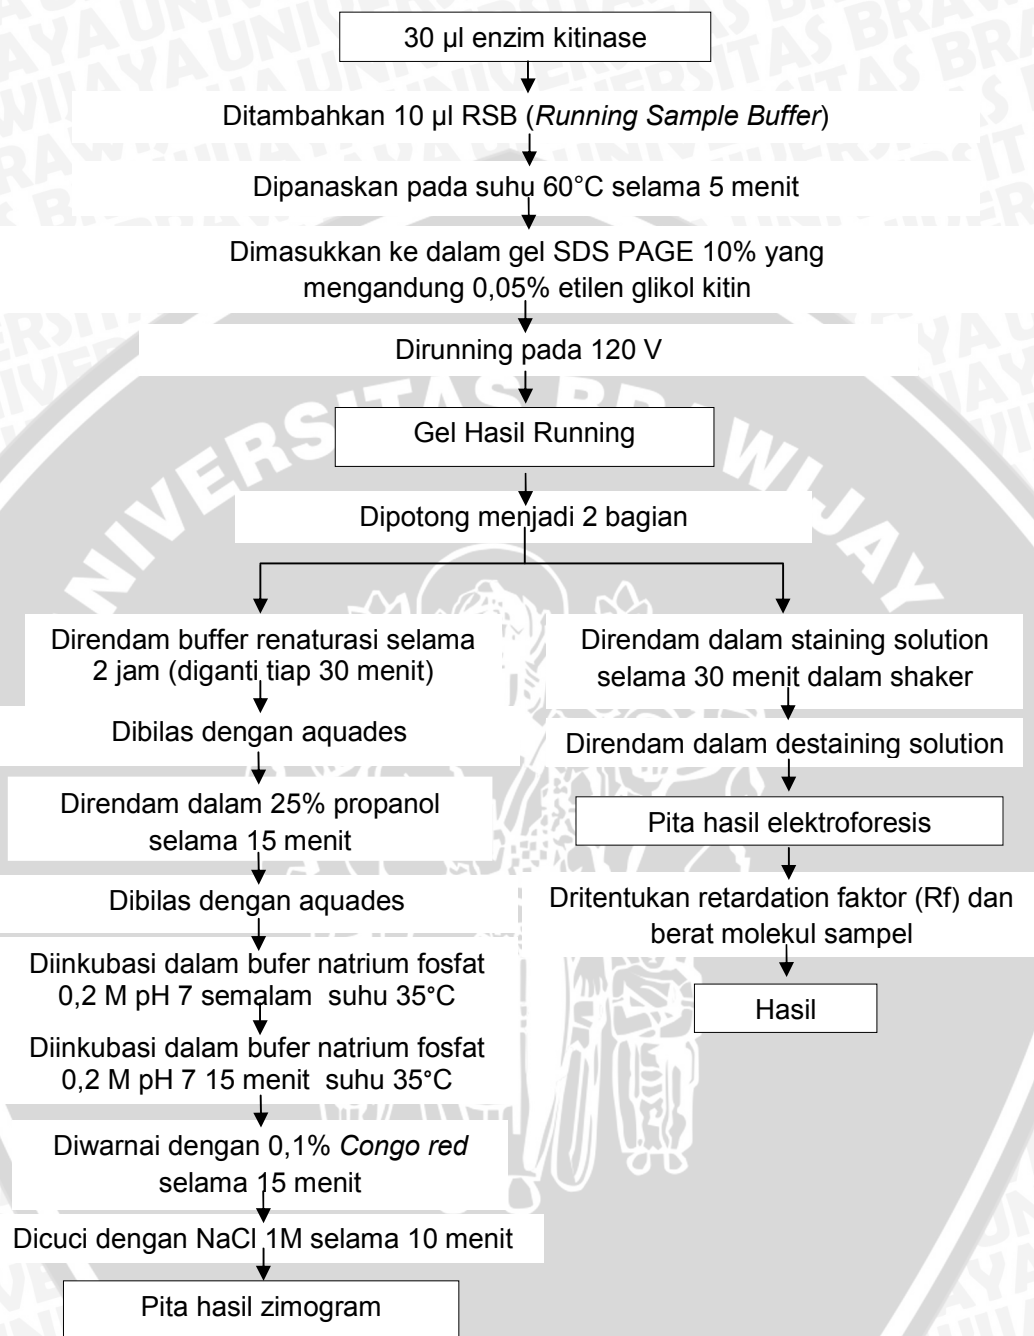 30 µl enzim kitinase
Ditambahkan 10 µl RSB (Running Sample Buffer)
Dipanaskan pada suhu 60°C selama 5 menit
Dimasukkan ke dalam gel SDS PAGE 10% yang
mengandung 0,05% etilen glikol kitin
Dirunning pada 120 V
Gel Hasil Running
Dipotong menjadi 2 bagian
Direndam buffer renaturasi selama
2 jam (diganti tiap 30 menit)
Dibilas dengan aquades
Direndam dalam 25% propanol
selama 15 menit
Dibilas dengan aquades
Diinkubasi dalam bufer natrium fosfat
0,2 M pH 7 semalam  suhu 35°C
Diinkubasi dalam bufer natrium fosfat
0,2 M pH 7 15 menit  suhu 35°C
Diwarnai dengan 0,1% Congo red
selama 15 menit
Dicuci dengan NaCl 1M selama 10 menit
Pita hasil zimogram
Direndam dalam staining solution
selama 30 menit dalam shaker
Direndam dalam destaining solution
Pita hasil elektroforesis
Dritentukan retardation faktor (Rf) dan
berat molekul sampel
Hasil
UNIVERSITAS BRAWIJAYA